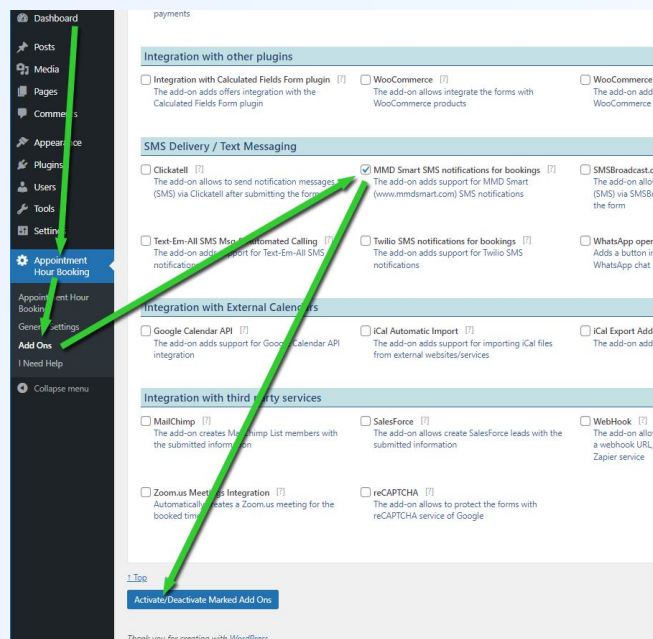 Dashboard
Posts
Media
Pages
Comments
Appearance
Plugins
Users
Tools
Settings
Appointment
Hour Booking
Appointment Hour
Booking
General Settings
Add Ons
I Need Help
Collapse menu
payments
Integration with other plugins
Integration with Calculated Fields Form plugin [?]
The add-on adds offers integration with the
Calculated Fields Form plugin
WooCommerce [?]
The add-on allows integrate the forms with
WooCommerce products
WooCommerce
The add-on add
WooCommerce
SMS Delivery / Text Messaging
Clickatell [?]
The add-on allows to send notification messages
(SMS) via Clickatell after submitting the form
MMD Smart SMS notifications for bookings [?]
The add-on adds support for MMD Smart
(www.mmdsmart.com) SMS notifications
SMSBroadcast.c
The add-on allo
(SMS) via SMSBr
the form
Text-Em-All SMS Msg Automated Calling [?]
The add-on adds support for Text-Em-All SMS
notifications
Twilio SMS notifications for bookings [?]
The add-on adds support for Twilio SMS
notifications
WhatsApp open
Adds a button i
WhatsApp chat
Integration with External Calendars
Google Calendar API [?]
The add-on adds support for Google Calendar API
integration
iCal Automatic Import [?]
The add-on adds support for importing iCal files
from external websites/services
iCal Export Add
The add-on add
Integration with third party services
MailChimp [?]
The add-on creates Mailchimp List members with
the submitted information
SalesForce [?]
The add-on allows create SalesForce leads with the
submitted information
WebHook [?]
The add-on allow
a webhook URL,
Zapier service
Zoom.us Meetings Integration [?]
Automatically creates a Zoom.us meeting for the
booked time
reCAPTCHA [?]
The add-on allows to protect the forms with
reCAPTCHA service of Google
↑ Top
Activate/Deactivate Marked Add Ons
Thank you for creating with WordPress